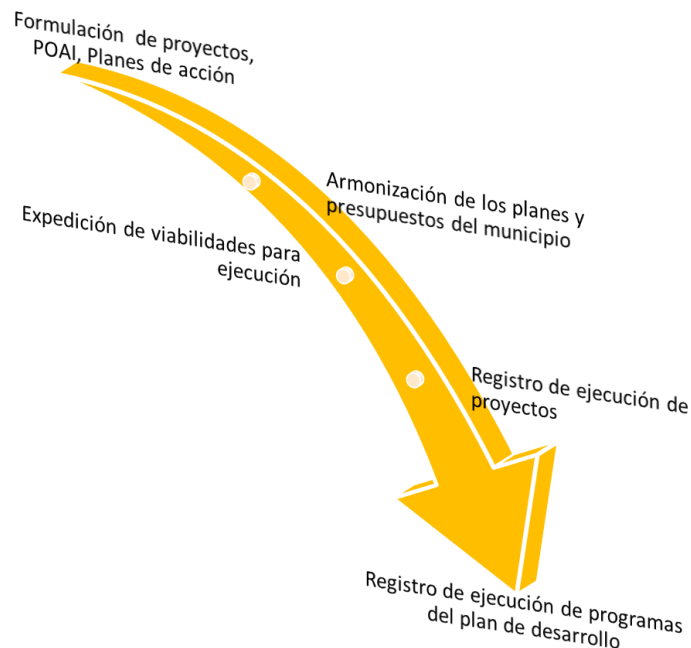 Formulación de proyectos,
POAI, Planes de acción
Armonización de los planes y
presupuestos del municipio
Expedición de viabilidades para
ejecución
Registro de ejecución de
proyectos
Registro de ejecución de programas
del plan de desarrollo